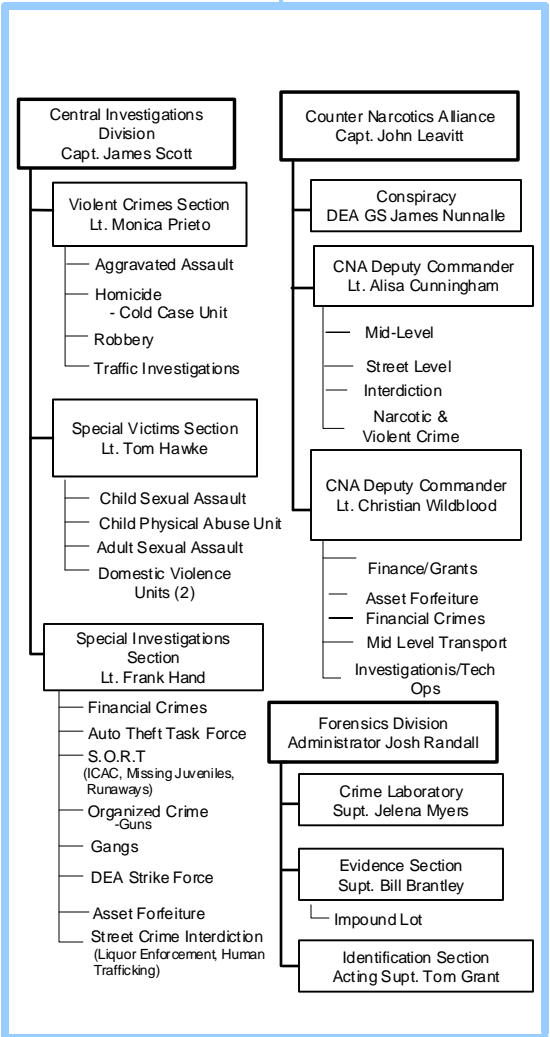 Central Investigations
Division
Capt. James Scott
Violent Crimes Section
Lt. Monica Prieto
Aggravated Assault
Homicide
- Cold Case Unit
Robbery
Traffic Investigations
Special Victims Section
Lt. Tom Hawke
Child Sexual Assault
Child Physical Abuse Unit
Adult Sexual Assault
Domestic Violence
Units (2)
Special Investigations
Section
Lt. Frank Hand
Financial Crimes
Auto Theft Task Force
S.O.R.T
(ICAC, Missing Juveniles,
Runaways)
Organized Crime
-Guns
Gangs
DEA Strike Force
Asset Forfeiture
Street Crime Interdiction
(Liquor Enforcement, Human
Trafficking)
Counter Narcotics Alliance
Capt. John Leavitt
Conspiracy
DEA GS James Nunnalle
CNA Deputy Commander
Lt. Alisa Cunningham
Mid-Level
Street Level
Interdiction
Narcotic &
Violent Crime
CNA Deputy Commander
Lt. Christian Wildblood
Finance/Grants
Asset Forfeiture
Financial Crimes
Mid Level Transport
Investigationis/Tech
Ops
Forensics Division
Administrator Josh Randall
Crime Laboratory
Supt. Jelena Myers
Evidence Section
Supt. Bill Brantley
Impound Lot
Identification Section
Acting Supt. Tom Grant